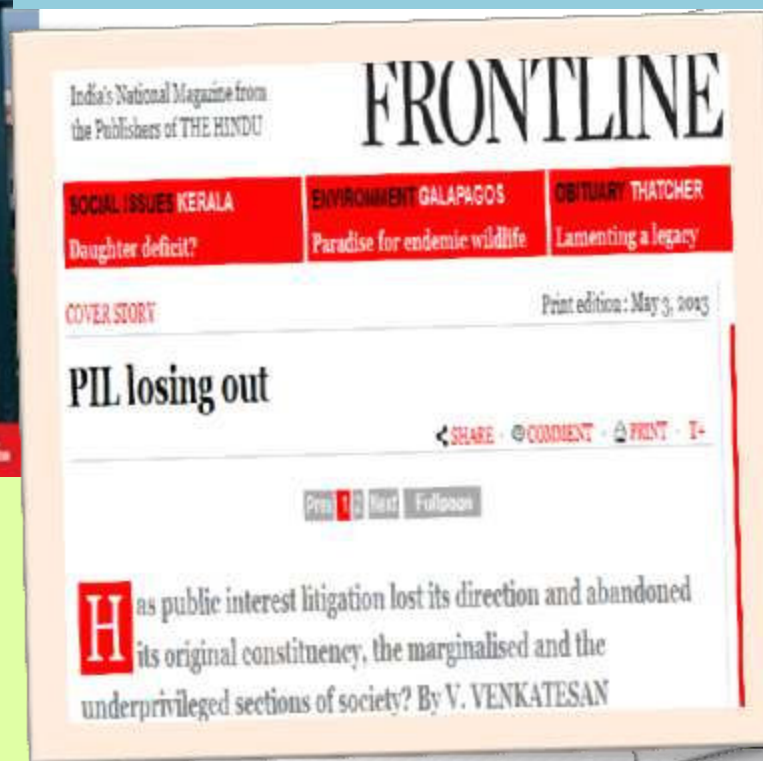 India's National Magazine from
the Publishers of THE HINDU
FRONTLINE
SOCIAL ISSUES KERALA
Daughter deficit?
ENVIRONMENT GALAPAGOS
Paradise for endemic wildlife
OBITUARY THATCHER
Lamenting a legacy
COVER STORY
Print edition : May 3, 2013
PIL losing out
SHARE · COMMENT · PRINT · T+
Prev 1 2 Next
Has public interest litigation lost its direction and abandoned
its original constituency, the marginalised and the
underprivileged sections of society? By V. VENKATESAN